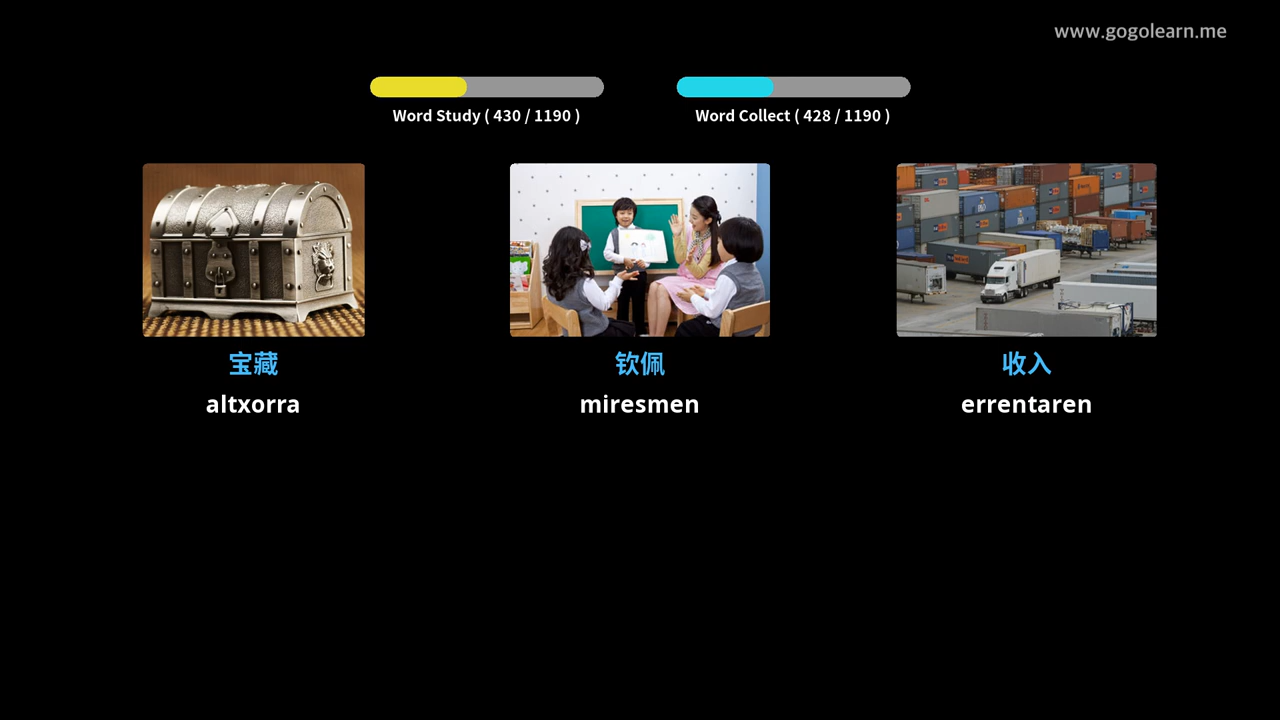 www.gogolearn.me
Word Study ( 430 / 1190 )
Word Collect ( 428 / 1190 )
宝藏
钦佩
收入
altxorra
miresmen
errentaren